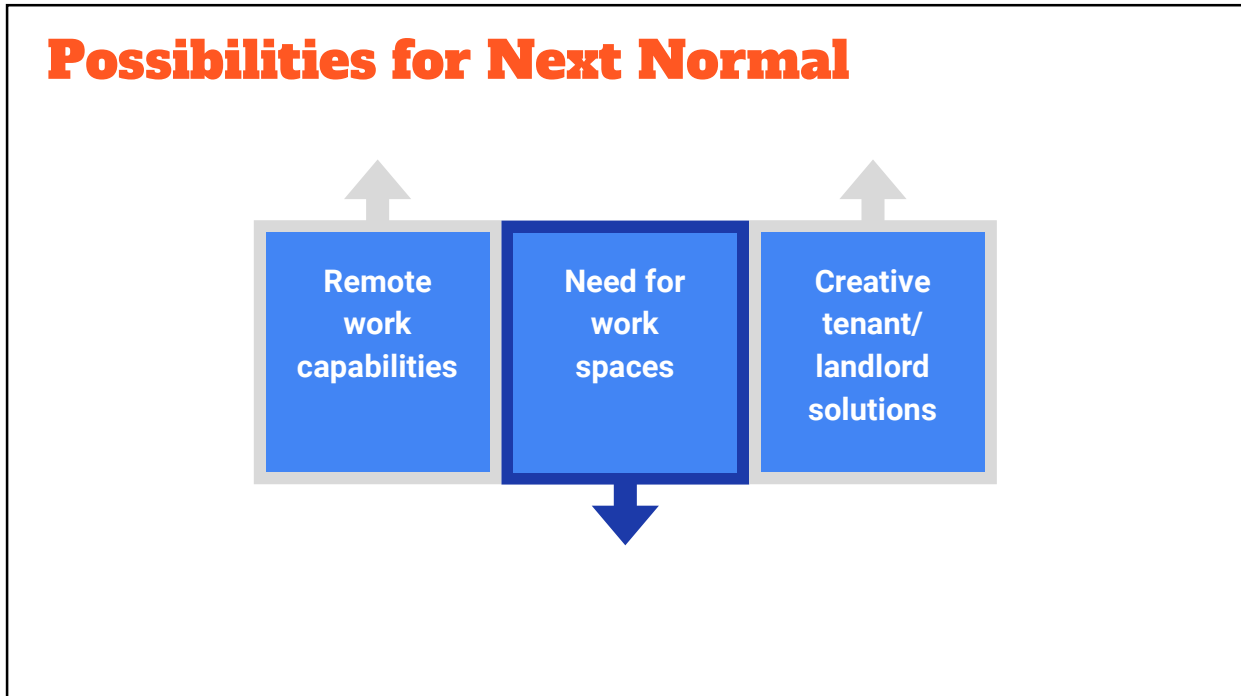 Possibilities for Next Normal
Remote
work
capabilities
Need for
work
spaces
Creative
tenant/
landlord
solutions